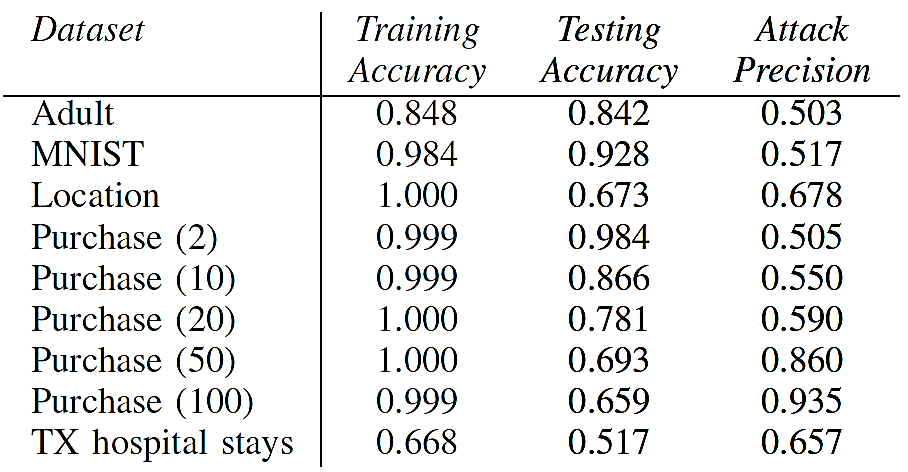 Dataset Training Testing Attack
Accuracy Accuracy Precision
Adult 0.848 0.842 0.503
MNIST 0.984 0.928 0.517
Location 1.000 0.673 0.678
Purchase (2) 0.999 0.984 0.505
Purchase (10) 0.999 0.866 0.550
Purchase (20) 1.000 0.781 0.590
Purchase (50) 1.000 0.693 0.860
Purchase (100) 0.999 0.659 0.935
TX hospital stays 0.668 0.517 0.657